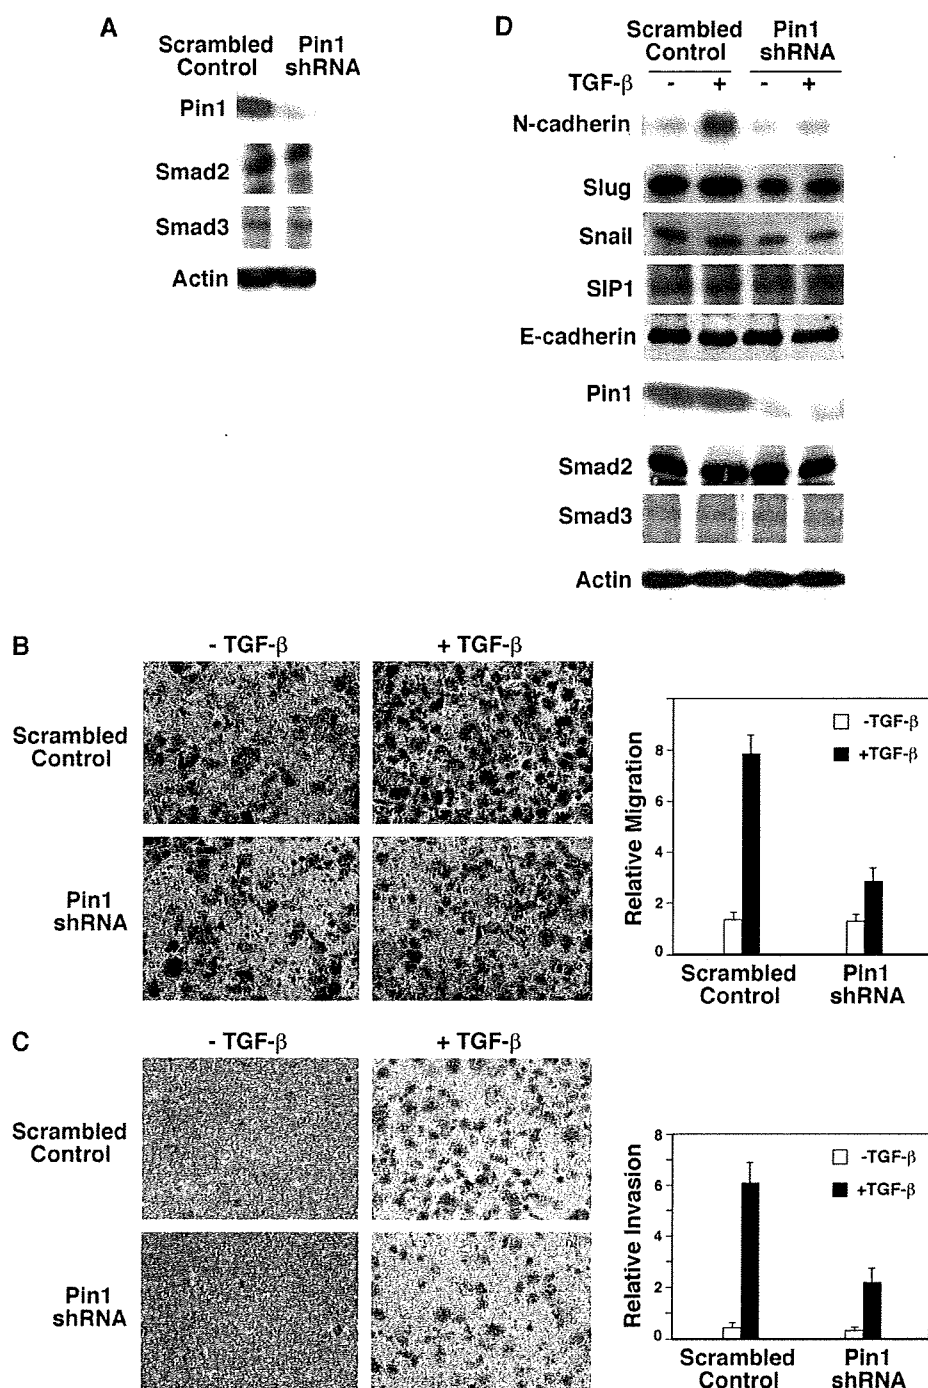 A
Scrambled Control
Pin1 shRNA
Pin1
Smad2
Smad3
Actin
D
Scrambled Control
Pin1 shRNA
TGF-β - + - +
N-cadherin
Slug
Snail
SIP1
E-cadherin
Pin1
Smad2
Smad3
Actin
B
- TGF-β
+ TGF-β
Scrambled Control
Pin1 shRNA
Relative Migration
8
6
4
2
0
-TGF-β
+TGF-β
Scrambled Control
Pin1 shRNA
C
- TGF-β
+ TGF-β
Scrambled Control
Pin1 shRNA
Relative Invasion
8
6
4
2
0
-TGF-β
+TGF-β
Scrambled Control
Pin1 shRNA